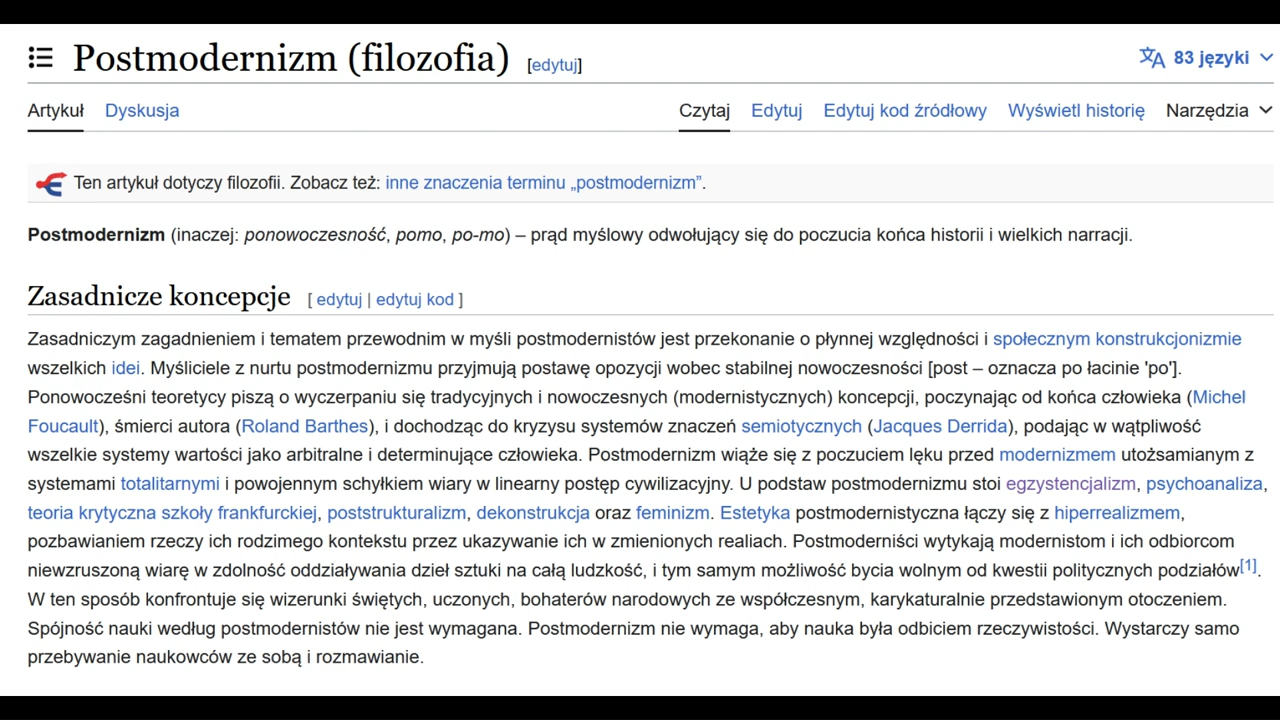 Postmodernizm (filozofia) [edytuj] 83 języki
Artykuł Dyskusja Czytaj Edytuj Edytuj kod źródłowy Wyświetl historię Narzędzia
Ten artykuł dotyczy filozofii. Zobacz też: inne znaczenia terminu „postmodernizm”.
Postmodernizm (inaczej: ponowoczesność, pomo, po-mo) – prąd myślowy odwołujący się do poczucia końca historii i wielkich narracji.
Zasadnicze koncepcje [ edytuj | edytuj kod ]
Zasadniczym zagadnieniem i tematem przewodnim w myśli postmodernistów jest przekonanie o płynnej względności i społecznym konstrukcjonizmie
wszelkich idei. Myśliciele z nurtu postmodernizmu przyjmują postawę opozycji wobec stabilnej nowoczesności [post – oznacza po łacinie 'po'].
Ponowocześni teoretycy piszą o wyczerpaniu się tradycyjnych i nowoczesnych (modernistycznych) koncepcji, poczynając od końca człowieka (Michel
Foucault), śmierci autora (Roland Barthes), i dochodząc do kryzysu systemów znaczeń semiotycznych (Jacques Derrida), podając w wątpliwość
wszelkie systemy wartości jako arbitralne i determinujące człowieka. Postmodernizm wiąże się z poczuciem lęku przed modernizmem utożsamianym z
systemami totalitarnymi i powojennym schyłkiem wiary w linearny postęp cywilizacyjny. U podstaw postmodernizmu stoi egzystencjalizm, psychoanaliza,
teoria krytyczna szkoły frankfurckiej, poststrukturalizm, dekonstrukcja oraz feminizm. Estetyka postmodernistyczna łączy się z hiperrealizmem,
pozbawianiem rzeczy ich rodzimego kontekstu przez ukazywanie ich w zmienionych realiach. Postmoderniści wytykają modernistom i ich odbiorcom
niewzruszoną wiarę w zdolność oddziaływania dzieł sztuki na całą ludzkość, i tym samym możliwość bycia wolnym od kwestii politycznych podziałów[1].
W ten sposób konfrontuje się wizerunki świętych, uczonych, bohaterów narodowych ze współczesnym, karykaturalnie przedstawionym otoczeniem.
Spójność nauki według postmodernistów nie jest wymagana. Postmodernizm nie wymaga, aby nauka była odbiciem rzeczywistości. Wystarczy samo
przebywanie naukowców ze sobą i rozmawianie.